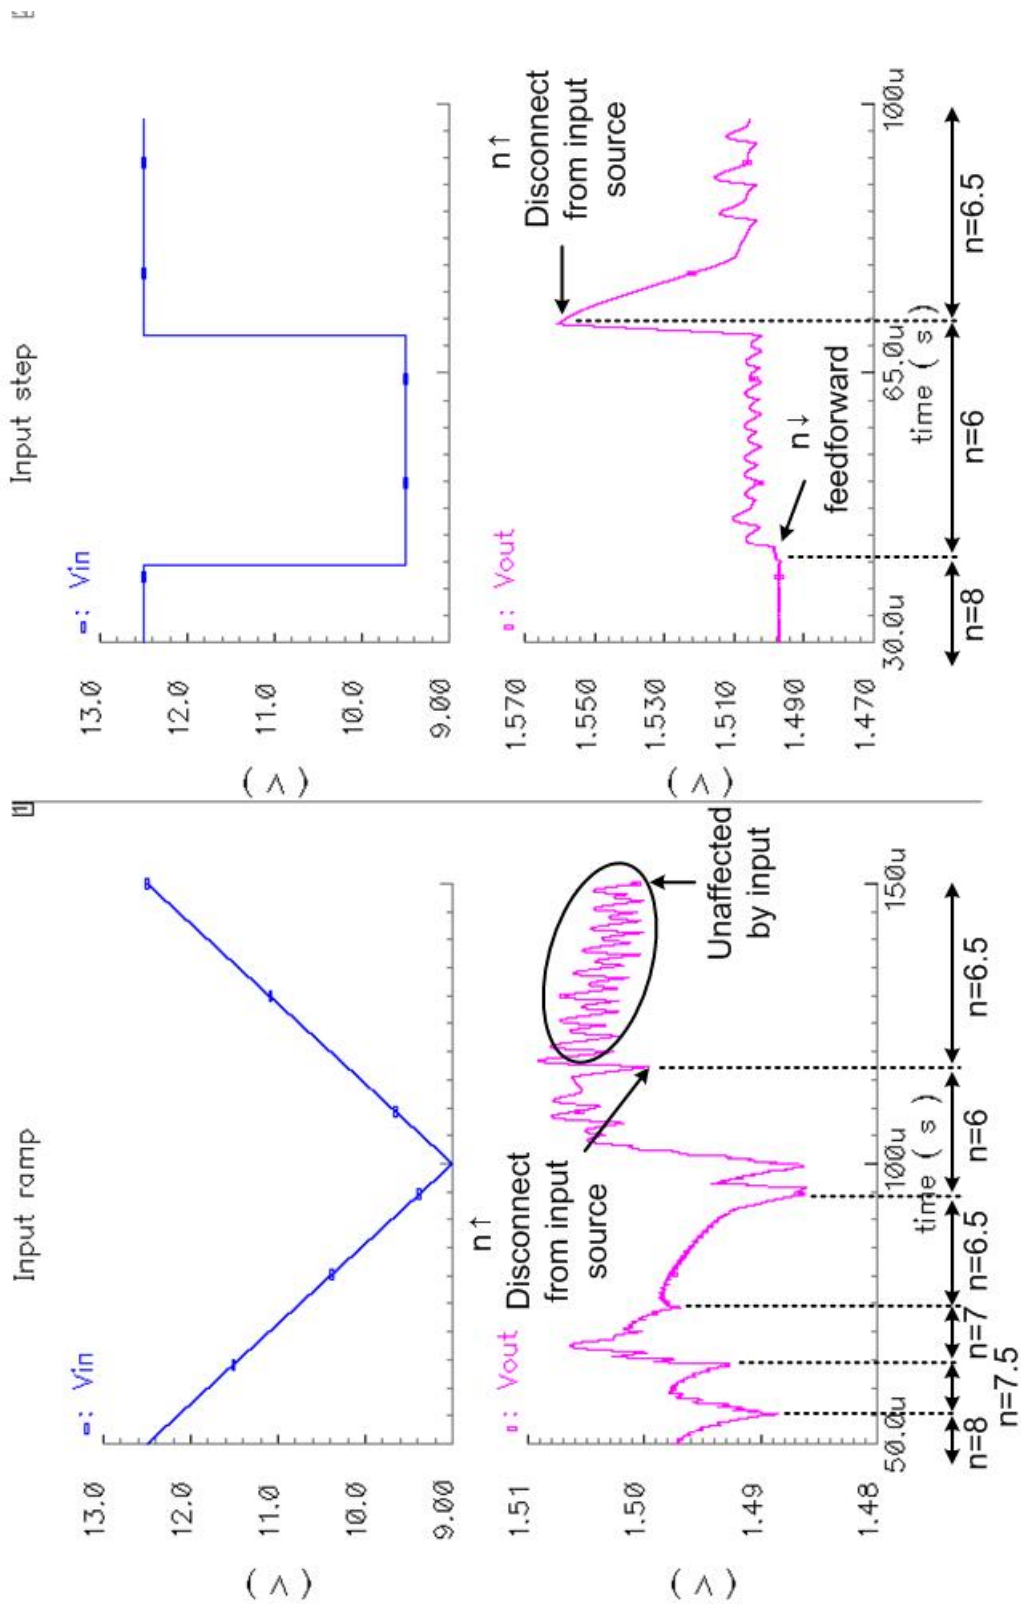 Input ramp
▫: Vin
13.0
12.0
11.0
10.0
9.00
(V)
▫: Vout
1.51
1.50
1.49
1.48
(V)
n↑
Disconnect
from input
source
Unaffected
by input
50.0u
100u
150u
time ( s )
n=8
n=7.5
n=7
n=6.5
n=6
n=6.5
Input step
▫: Vin
13.0
12.0
11.0
10.0
9.00
(V)
▫: Vout
1.570
1.550
1.530
1.510
1.490
1.470
(V)
n↑
Disconnect
from input
source
n↓
feedforward
30.0u
65.0u
100u
time ( s )
n=8
n=6
n=6.5